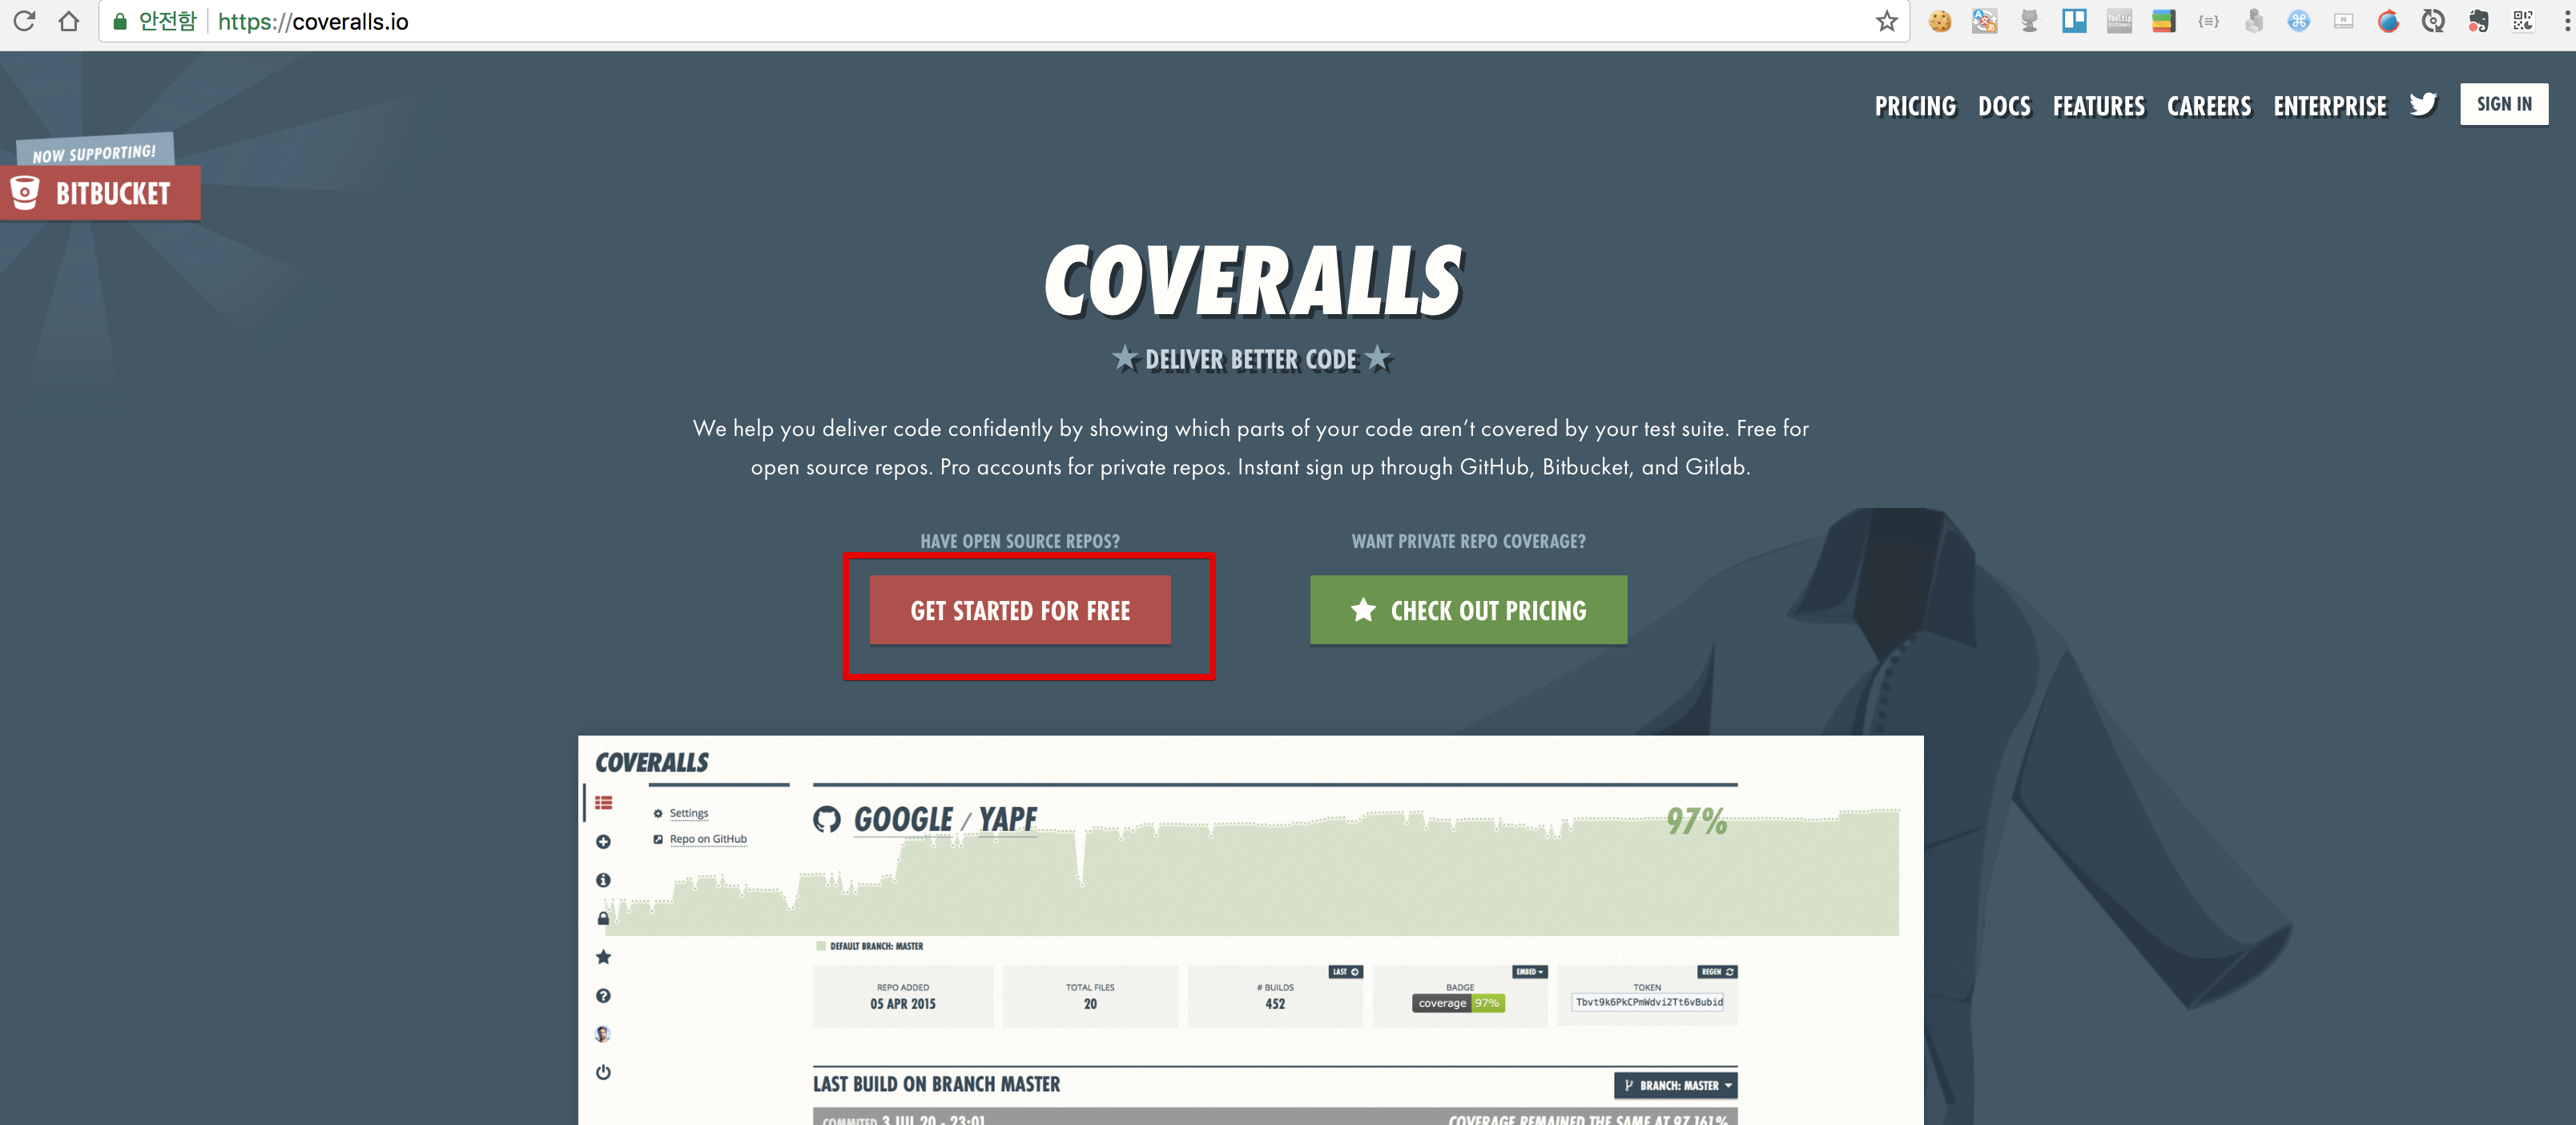 안전함 https://coveralls.io
PRICING DOCS FEATURES CAREERS ENTERPRISE SIGN IN
NOW SUPPORTING!
BITBUCKET
COVERALLS
DELIVER BETTER CODE
We help you deliver code confidently by showing which parts of your code aren't covered by your test suite. Free for
open source repos. Pro accounts for private repos. Instant sign up through GitHub, Bitbucket, and Gitlab.
HAVE OPEN SOURCE REPOS?
GET STARTED FOR FREE
WANT PRIVATE REPO COVERAGE?
CHECK OUT PRICING
COVERALLS
Settings
Repo on GitHub
GOOGLE / YAPF
97%
DEFAULT BRANCH: MASTER
REPO ADDED
05 APR 2015
TOTAL FILES
20
LAST
# BUILDS
452
EMBED
BADGE
coverage 97%
REGEN
TOKEN
Tbvt9k6PkCPmWdvi2Tt6vBubid
LAST BUILD ON BRANCH MASTER
BRANCH: MASTER
COMMITED 3 JUL 20 - 23:01
COVERAGE REMAINED THE SAME AT 97.161%